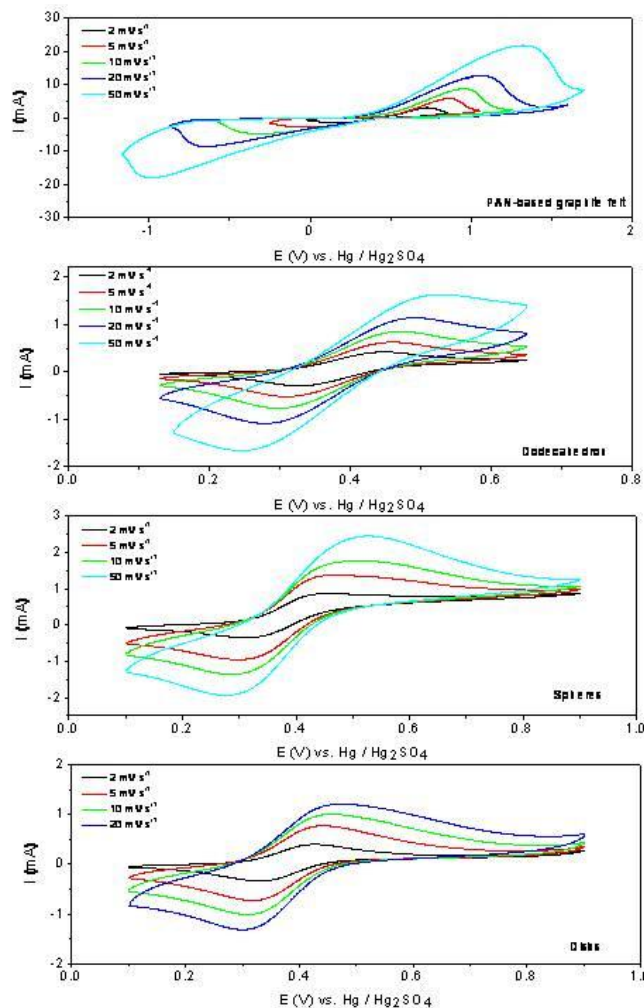 30
20
10
0
-10
-20
30
I (mA)
2 mV s-1
5 mV s-1
10 mV s-1
20 mV s-1
50 mV s-1
PAN-based graphite felt
-1 0 1 2
E (V) vs. Hg / Hg2SO4
2
1
0
-1
-2
I (mA)
2 mV s-1
5 mV s-1
10 mV s-1
20 mV s-1
50 mV s-1
Dodecahedron
0.0 0.2 0.4 0.6 0.8
E (V) vs. Hg / Hg2SO4
3
2
1
0
-1
-2
I (mA)
2 mV s-1
5 mV s-1
10 mV s-1
50 mV s-1
Spheres
0.0 0.2 0.4 0.6 0.8 1.0
E (V) vs. Hg / Hg2SO4
2
1
0
-1
-2
I (mA)
2 mV s-1
5 mV s-1
10 mV s-1
20 mV s-1
0.0 0.2 0.4 0.6 0.8 1.0
E (V) vs. Hg / Hg2SO4